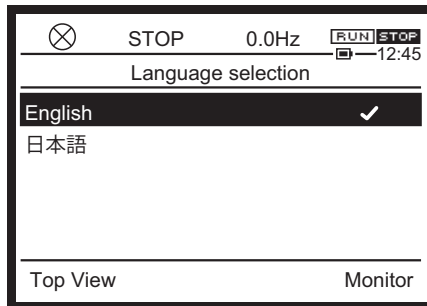 STOP 0.0Hz RUN STOP
12:45
Language selection
English
日本語
Top View Monitor